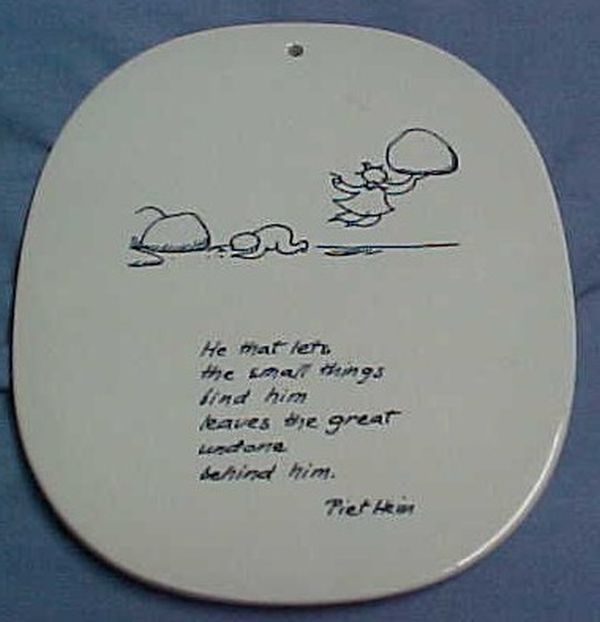 He that lets
the small things
bind him
leaves the great
undone
behind him.
Piet Hein